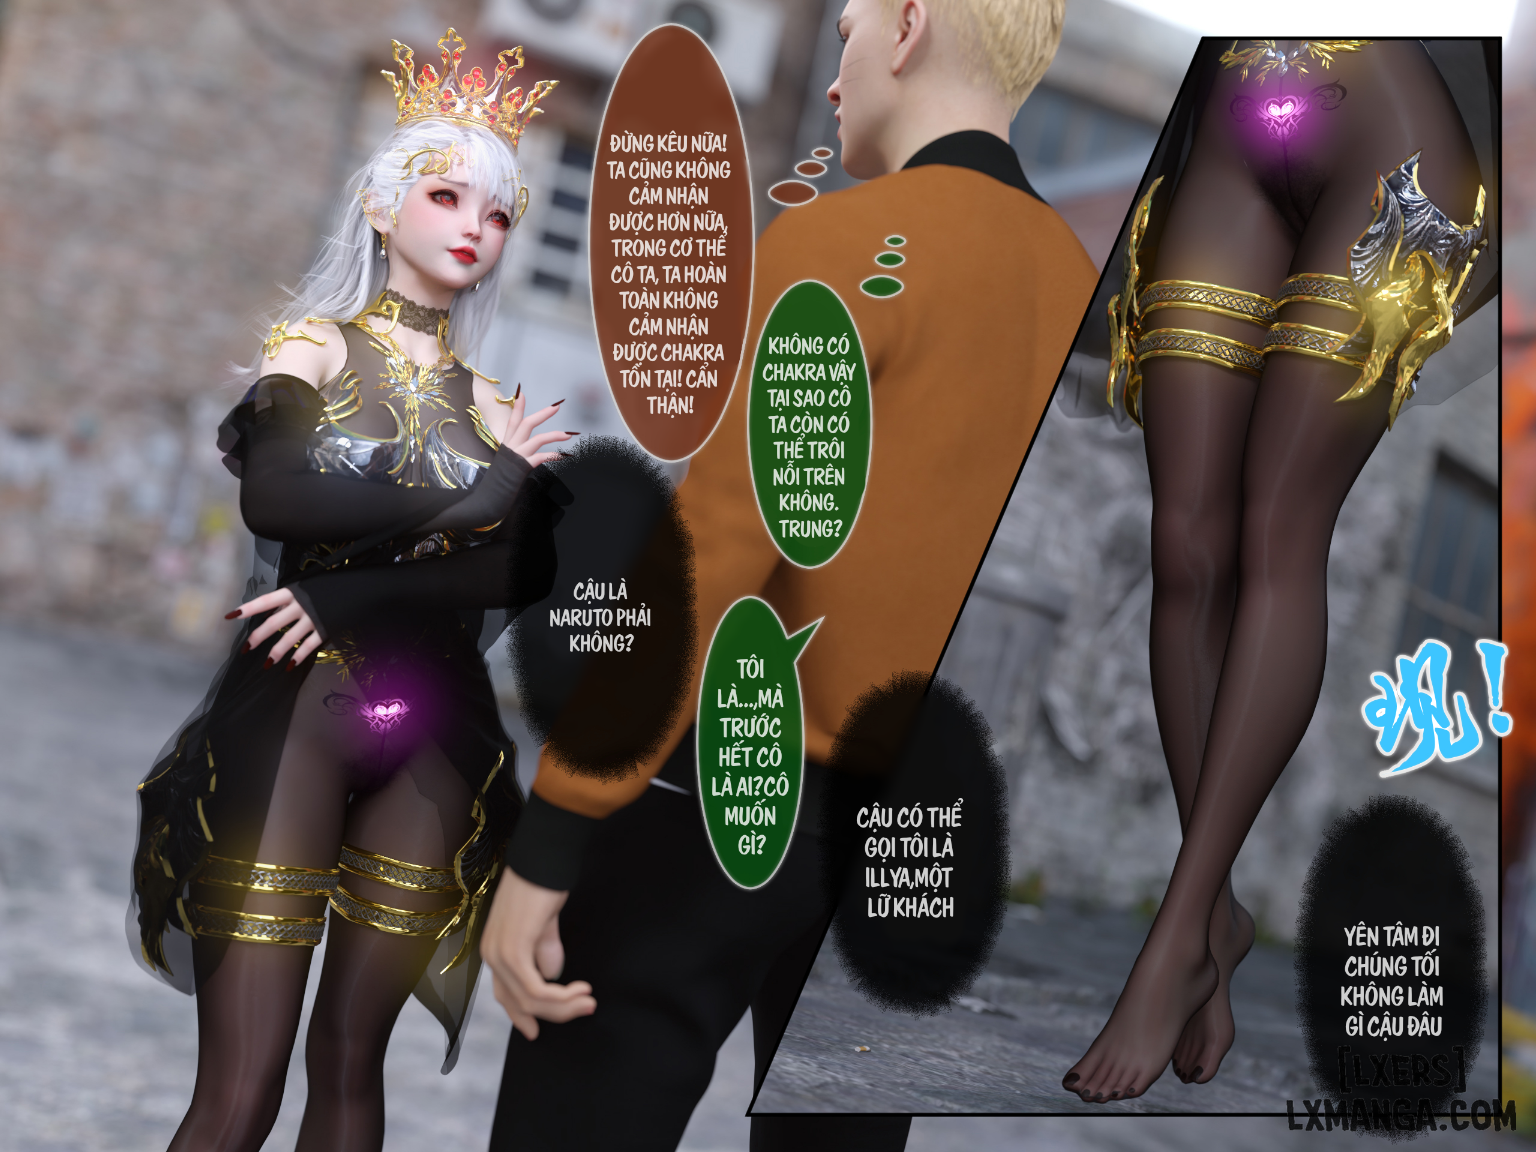 ĐỪNG KÊU NỮA!
TA CŨNG KHÔNG
CẢM NHẬN
ĐƯỢC HƠN NỮA,
TRONG CƠ THỂ
CÔ TA, TA HOÀN
TOÀN KHÔNG
CẢM NHẬN
ĐƯỢC CHAKRA
TỒN TẠI! CẨN
THẬN!
KHÔNG CÓ
CHAKRA VẬY
TẠI SAO CÔ
TA CÒN CÓ
THỂ TRÔI
NỔI TRÊN
KHÔNG.
TRUNG?
CẬU LÀ
NARUTO PHẢI
KHÔNG?
TÔI
LÀ...,MÀ
TRƯỚC
HẾT CÔ
LÀ AI?CÔ
MUỐN
GÌ?
CẬU CÓ THỂ
GỌI TÔI LÀ
ILLYA,MỘT
LỮ KHÁCH
现!
YÊN TÂM ĐI
CHÚNG TỐI
KHÔNG LÀM
GÌ CẬU ĐÂU
[LXERS]
LXMANGA.COM